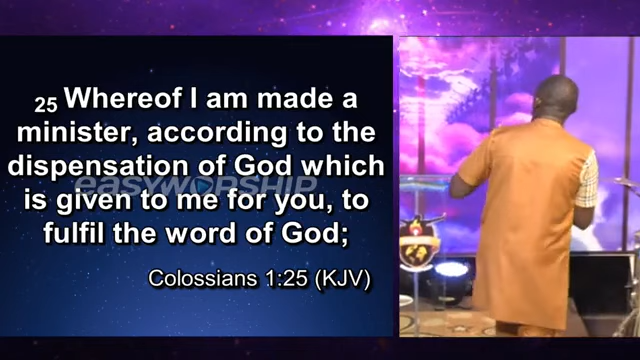 25 Whereof I am made a
minister, according to the
dispensation of God which
easyworship
is given to me for you, to
fulfil the word of God;
Colossians 1:25 (KJV)